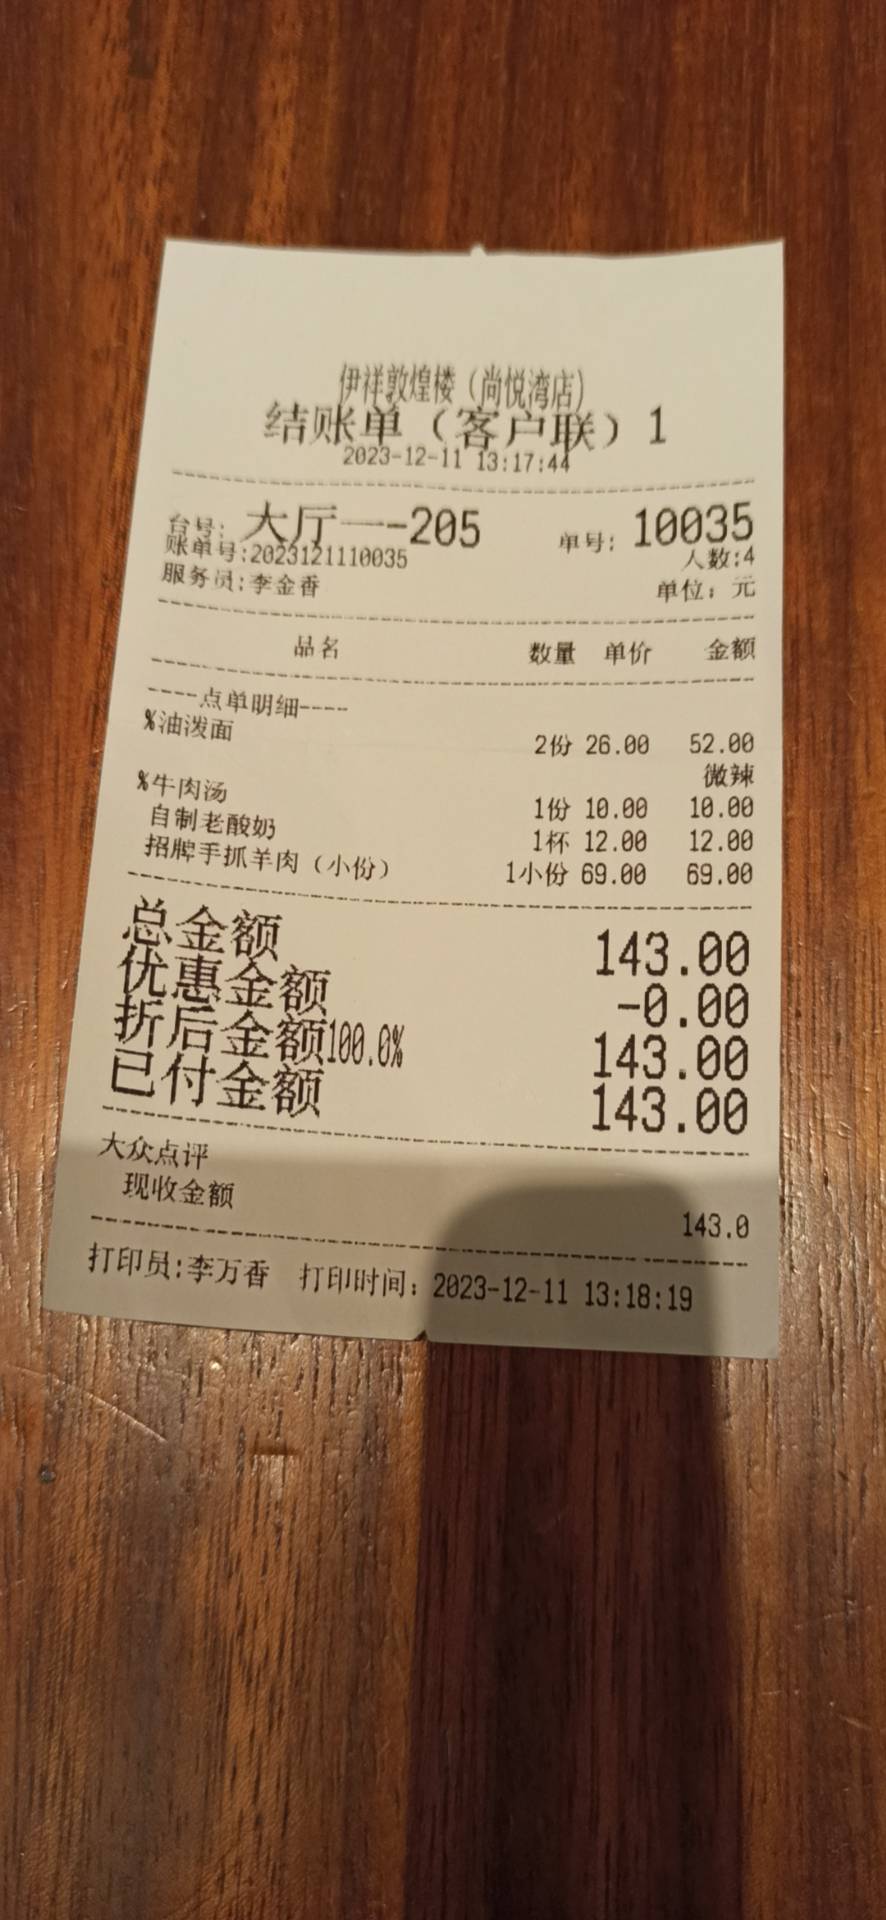 伊祥敦煌楼（尚悦湾店）
结账单（客户联）1
2023-12-11 13:17:44
台号：大厅一-205 单号：10035
账单号:2023121110035 人数:4
服务员:李金香 单位：元
品名 数量 单价 金额
----点单明细----
%油泼面 2份 26.00 52.00
微辣
%牛肉汤 1份 10.00 10.00
自制老酸奶 1杯 12.00 12.00
招牌手抓羊肉（小份） 1小份 69.00 69.00
总金额 143.00
优惠金额 -0.00
折后金额100.0% 143.00
已付金额 143.00
大众点评
现收金额 143.0
打印员:李万香 打印时间：2023-12-11 13:18:19